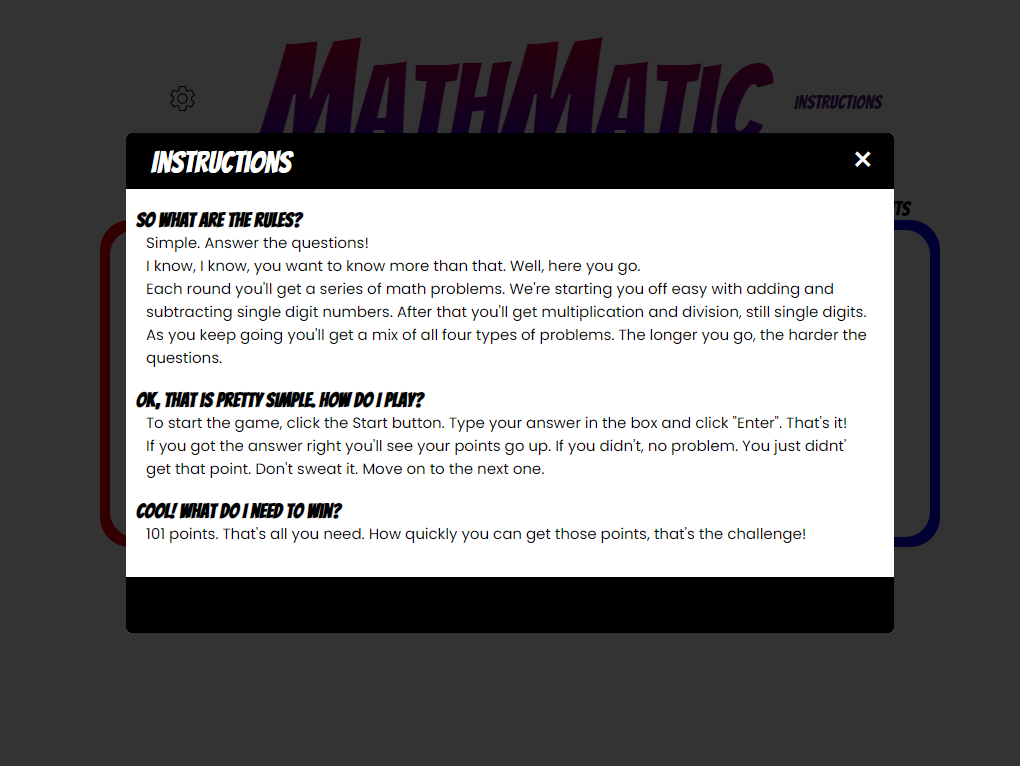 MATHMATIC
INSTRUCTIONS
INSTRUCTIONS ✕
SO WHAT ARE THE RULES?
Simple. Answer the questions!
I know, I know, you want to know more than that. Well, here you go.
Each round you'll get a series of math problems. We're starting you off easy with adding and
subtracting single digit numbers. After that you'll get multiplication and division, still single digits.
As you keep going you'll get a mix of all four types of problems. The longer you go, the harder the
questions.
OK, THAT IS PRETTY SIMPLE. HOW DO I PLAY?
To start the game, click the Start button. Type your answer in the box and click "Enter". That's it!
If you got the answer right you'll see your points go up. If you didn't, no problem. You just didnt'
get that point. Don't sweat it. Move on to the next one.
COOL! WHAT DO I NEED TO WIN?
101 points. That's all you need. How quickly you can get those points, that's the challenge!